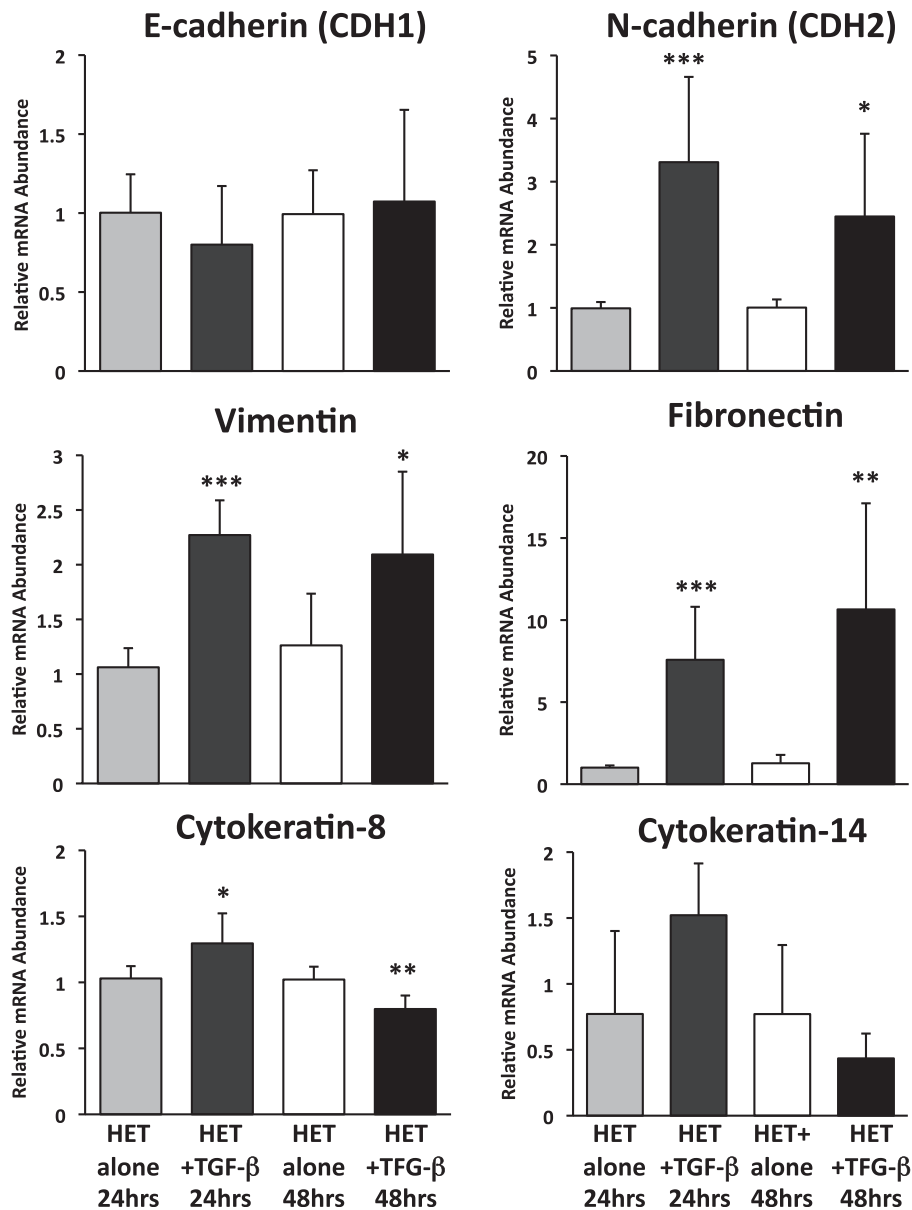 E-cadherin (CDH1)
Relative mRNA Abundance
2
1.5
1
0.5
0
N-cadherin (CDH2)
Relative mRNA Abundance
5
4
3
2
1
0
***
*
Vimentin
Relative mRNA Abundance
3
2.5
2
1.5
1
0.5
0
***
*
Fibronectin
Relative mRNA Abundance
20
15
10
5
0
***
**
Cytokeratin-8
Relative mRNA Abundance
2
1.5
1
0.5
0
*
**
HET alone 24hrs
HET +TGF-β 24hrs
HET alone 48hrs
HET +TFG-β 48hrs
Cytokeratin-14
Relative mRNA Abundance
2
1.5
1
0.5
0
HET alone 24hrs
HET +TGF-β 24hrs
HET+ alone 48hrs
HET +TFG-β 48hrs